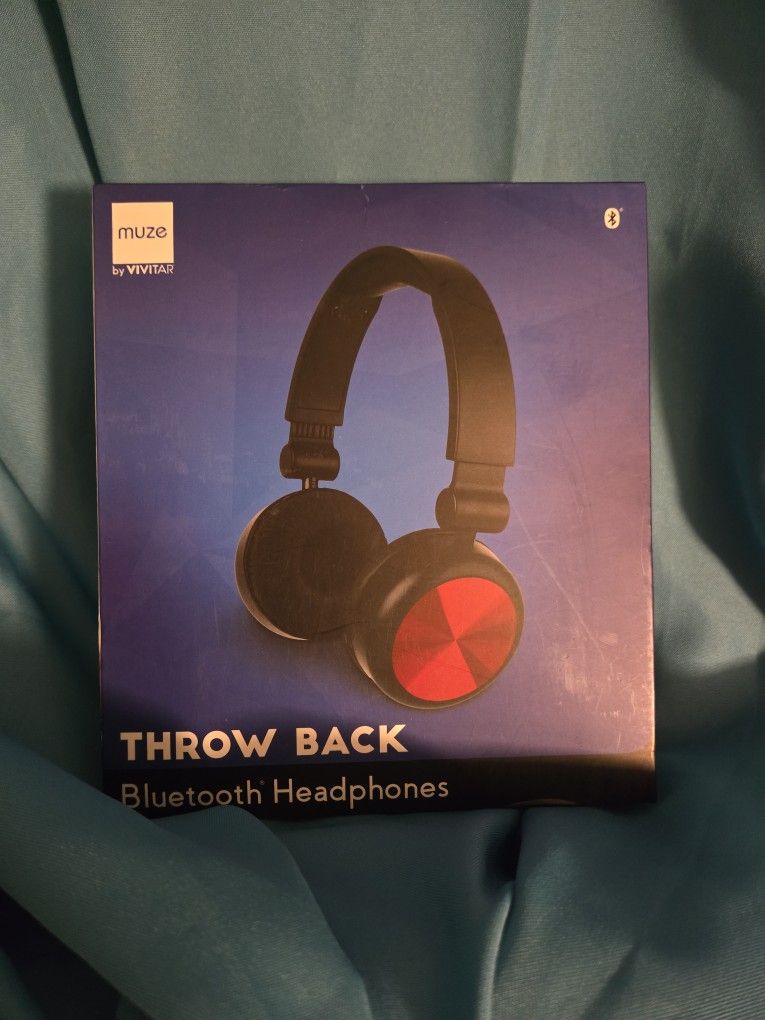 muze
by VIVITAR
THROW BACK
Bluetooth® Headphones